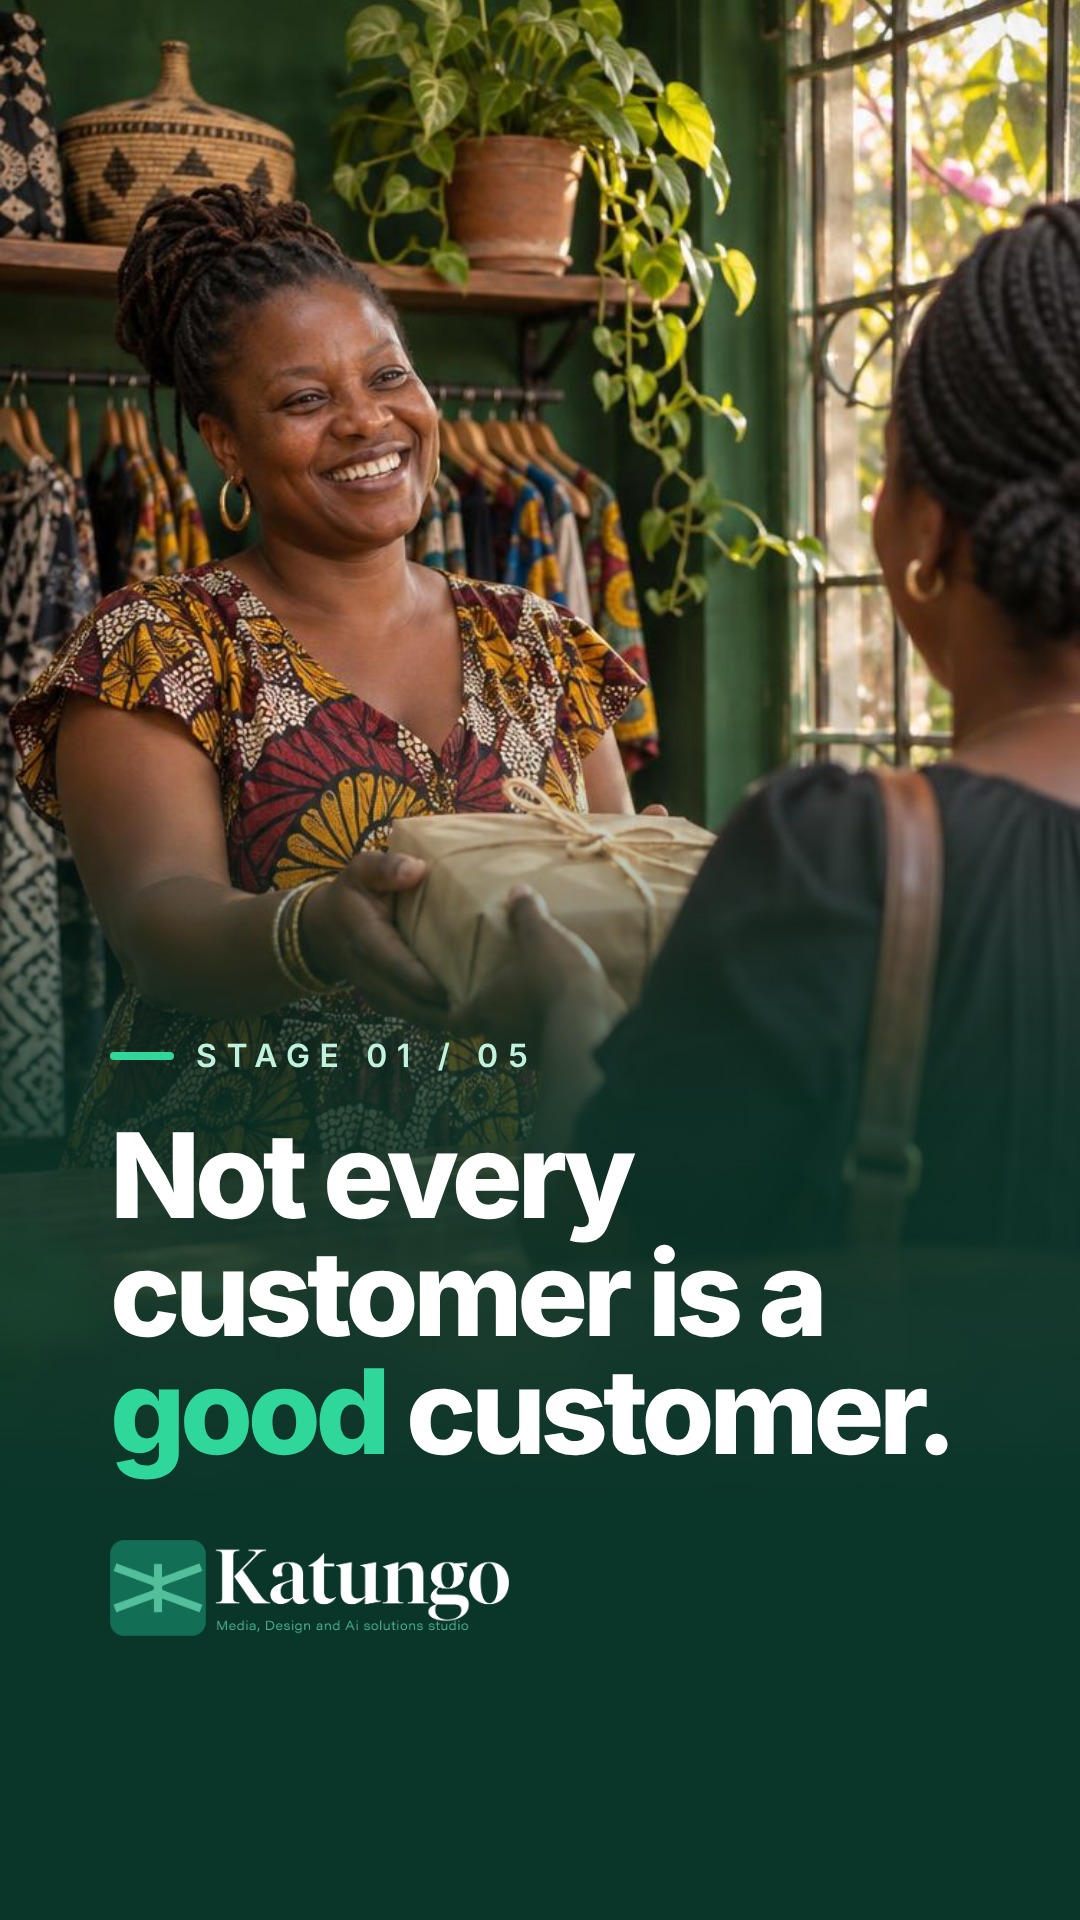 STAGE 01 / 05
Not every
customer is a
good customer.
Katungo
Media, Design and Ai solutions studio